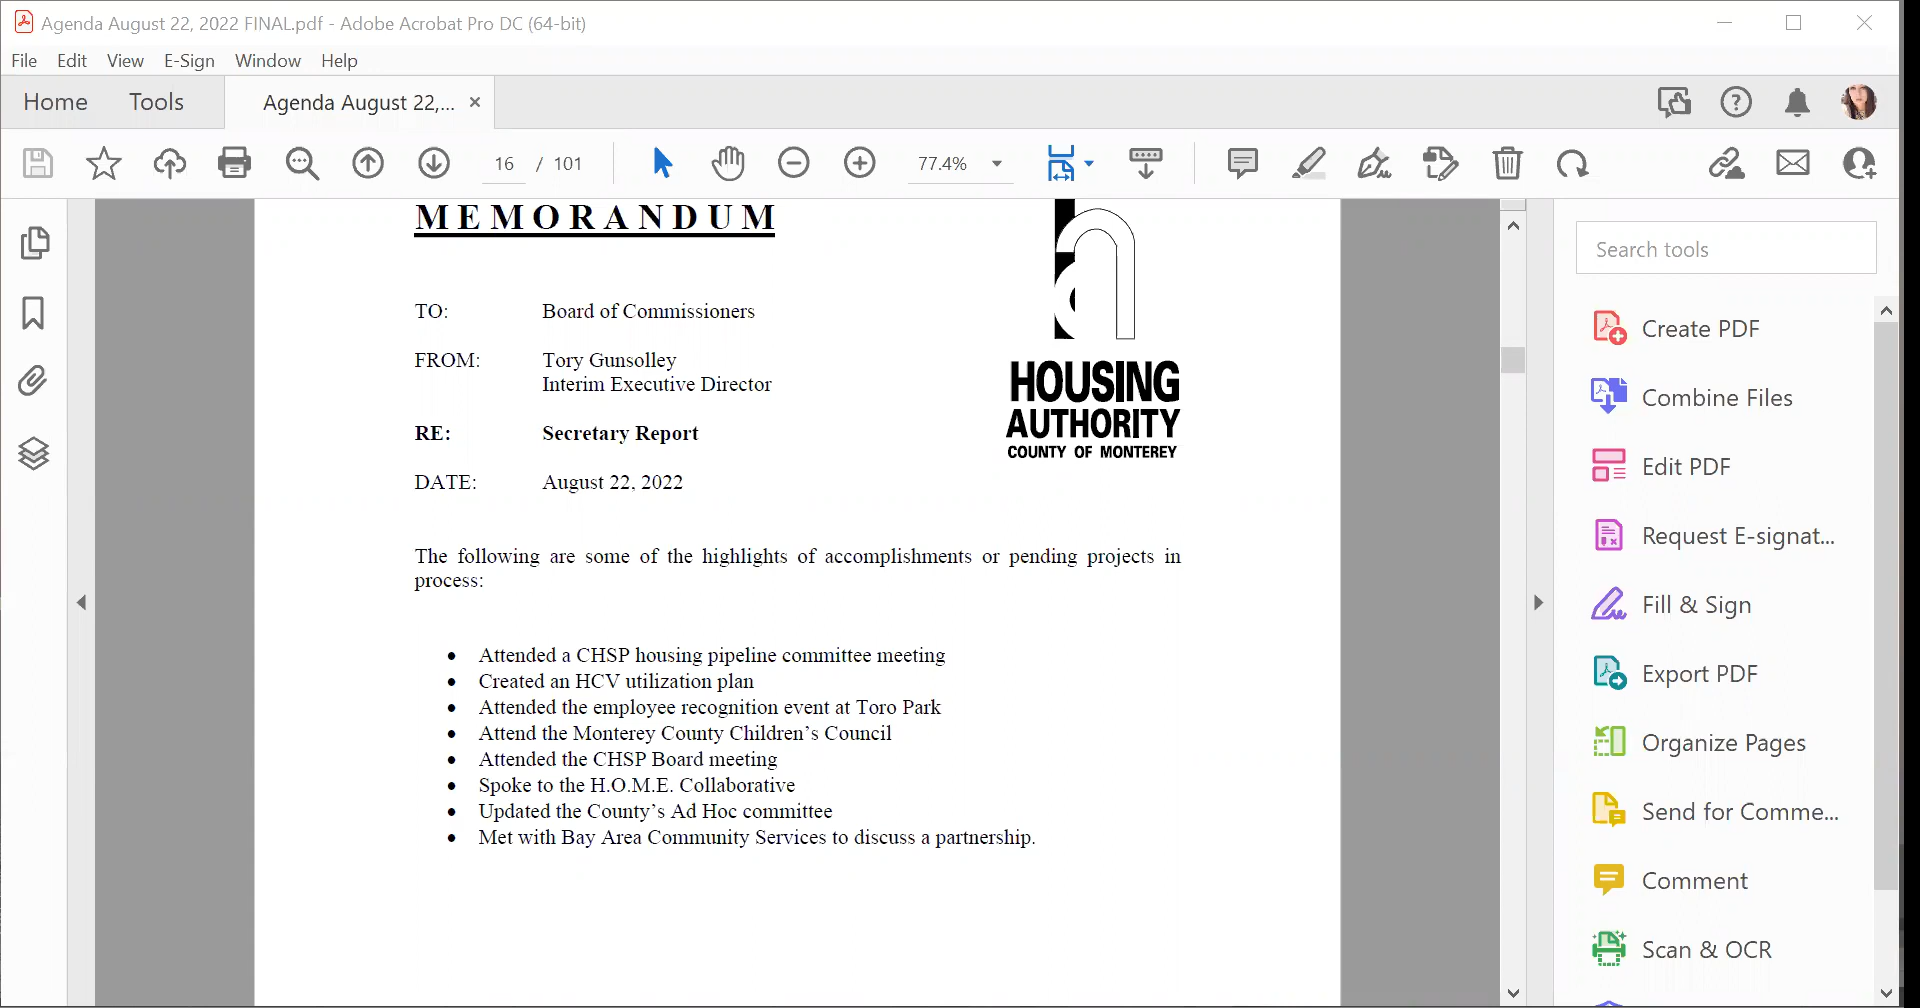 Agenda August 22, 2022 FINAL.pdf - Adobe Acrobat Pro DC (64-bit)
File Edit View E-Sign Window Help
Home Tools Agenda August 22,... ×
16 / 101 77.4%
MEMORANDUM
TO: Board of Commissioners
FROM: Tory Gunsolley
Interim Executive Director
RE: Secretary Report
DATE: August 22, 2022
HOUSING
AUTHORITY
COUNTY OF MONTEREY
The following are some of the highlights of accomplishments or pending projects in
process:
• Attended a CHSP housing pipeline committee meeting
• Created an HCV utilization plan
• Attended the employee recognition event at Toro Park
• Attend the Monterey County Children’s Council
• Attended the CHSP Board meeting
• Spoke to the H.O.M.E. Collaborative
• Updated the County’s Ad Hoc committee
• Met with Bay Area Community Services to discuss a partnership.
Search tools
Create PDF
Combine Files
Edit PDF
Request E-signat...
Fill & Sign
Export PDF
Organize Pages
Send for Comme...
Comment
Scan & OCR